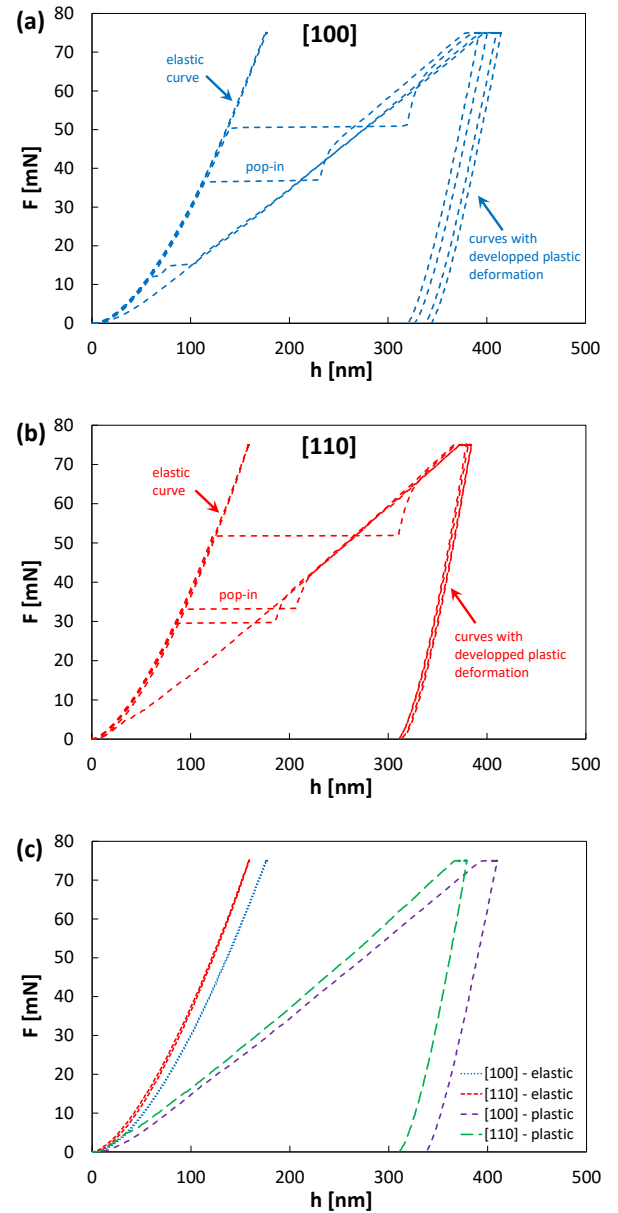 (a)
[100]
80
70
60
50
40
30
20
10
0
F [mN]
elastic
curve
pop-in
curves with
developped plastic
deformation
0 100 200 300 400 500
h [nm]
(b)
[110]
80
70
60
50
40
30
20
10
0
F [mN]
elastic
curve
pop-in
curves with
developped plastic
deformation
0 100 200 300 400 500
h [nm]
(c)
80
70
60
50
40
30
20
10
0
F [mN]
[100] - elastic
[110] - elastic
[100] - plastic
[110] - plastic
0 100 200 300 400 500
h [nm]